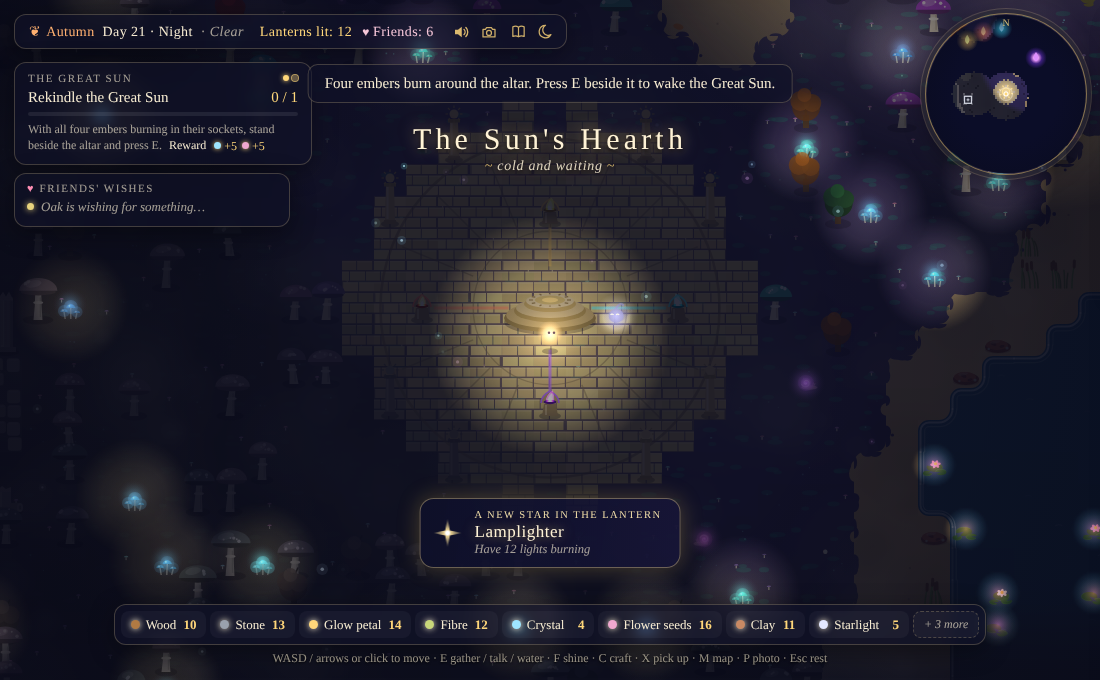 Autumn Day 21 · Night · Clear Lanterns lit: 12 ♥ Friends: 6
N
THE GREAT SUN
Rekindle the Great Sun 0 / 1
With all four embers burning in their sockets, stand
beside the altar and press E. Reward +5 +5
Four embers burn around the altar. Press E beside it to wake the Great Sun.
The Sun's Hearth
~ cold and waiting ~
♥ FRIENDS' WISHES
Oak is wishing for something…
A NEW STAR IN THE LANTERN
Lamplighter
Have 12 lights burning
Wood 10 Stone 13 Glow petal 14 Fibre 12 Crystal 4 Flower seeds 16 Clay 11 Starlight 5 + 3 more
WASD / arrows or click to move · E gather / talk / water · F shine · C craft · X pick up · M map · P photo · Esc rest